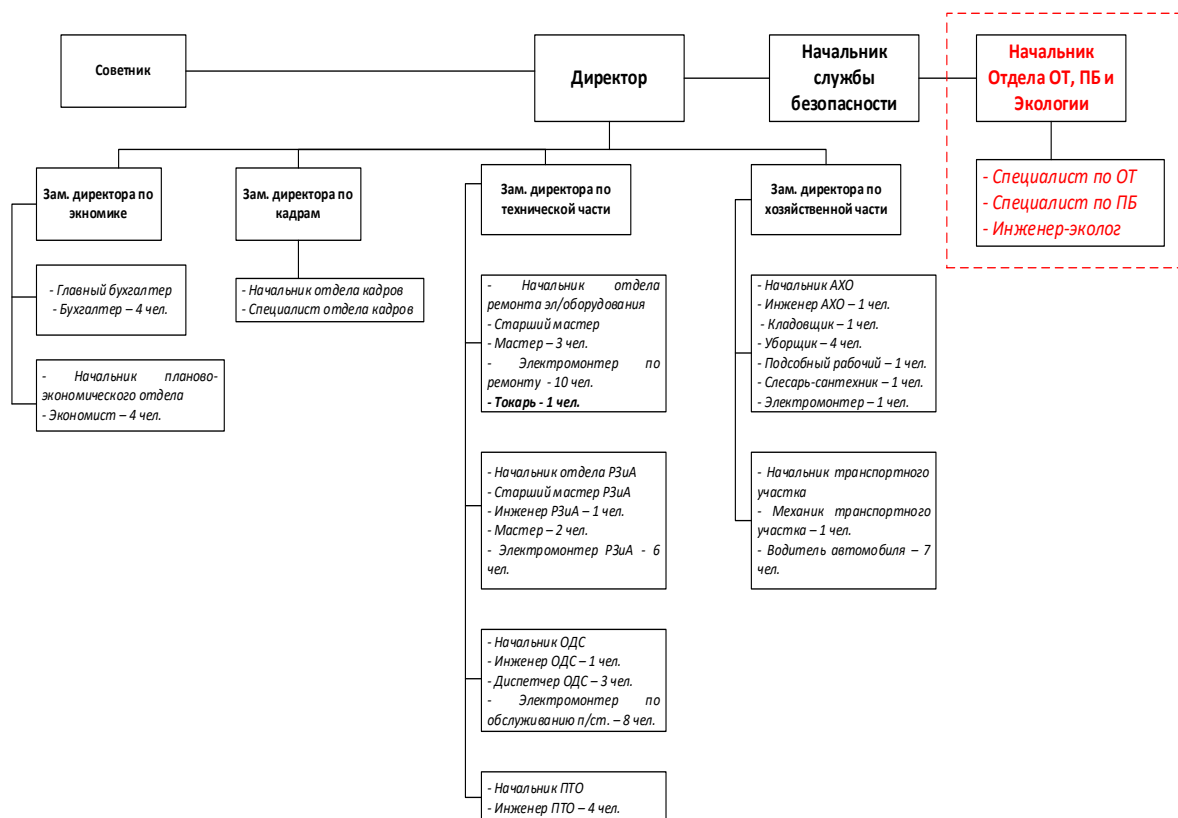 Советник
Директор
Начальник
службы
безопасности
Начальник
Отдела ОТ, ПБ и
Экологии
- Специалист по ОТ
- Специалист по ПБ
- Инженер-эколог
Зам. директора по
экномике
Зам. директора по
кадрам
Зам. директора по
технической части
Зам. директора по
хозяйственной части
- Главный бухгалтер
- Бухгалтер – 4 чел.
- Начальник планово-
экономического отдела
- Экономист – 4 чел.
- Начальник отдела кадров
- Специалист отдела кадров
- Начальник отдела
ремонта эл/оборудования
- Старший мастер
- Мастер – 3 чел.
- Электромонтер по
ремонту - 10 чел.
- Токарь - 1 чел.
- Начальник отдела РЗиА
- Старший мастер РЗиА
- Инженер РЗиА – 1 чел.
- Мастер – 2 чел.
- Электромонтер РЗиА - 6
чел.
- Начальник ОДС
- Инженер ОДС – 1 чел.
- Диспетчер ОДС – 3 чел.
- Электромонтер по
обслуживанию п/ст. – 8 чел.
- Начальник ПТО
- Инженер ПТО – 4 чел.
- Начальник АХО
- Инженер АХО – 1 чел.
- Кладовщик – 1 чел.
- Уборщик – 4 чел.
- Подсобный рабочий – 1 чел.
- Слесарь-сантехник – 1 чел.
- Электромонтер – 1 чел.
- Начальник транспортного
участка
- Механик транспортного
участка – 1 чел.
- Водитель автомобиля – 7
чел.